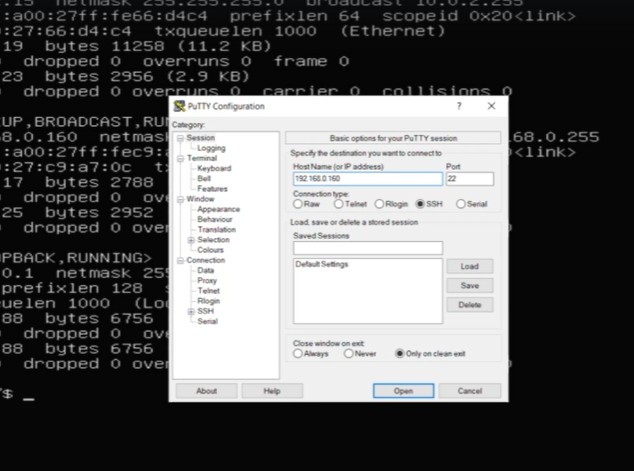 .15 netmask 255.255.255.0 broadcast 10.0.2.255
:a00:27ff:fe66:d4c4 prefixlen 64 scopeid 0x20<link>
:27:66:d4:c4 txqueuelen 1000 (Ethernet)
19 bytes 11258 (11.2 KB)
dropped 0 overruns 0 frame 0
23 bytes 2956 (2.9 KB)
dropped 0 overruns 0 carrier 0 collisions 0
UP,BROADCAST,RU
8.0.160 netmas
68.0.255
:a00:27ff:fec9:
<link>
:27:c9:a7:0c t
17 bytes 2788
dropped 0 ov
25 bytes 2952
dropped 0 ov
OPBACK,RUNNING>
0.1 netmask 255
prefixlen 128
uelen 1000 (Lo
88 bytes 6756
dropped 0 ove
88 bytes 6756
dropped 0 over
$ _
PuTTY Configuration
? ×
Category:
Session
Logging
Terminal
Keyboard
Bell
Features
Window
Appearance
Behaviour
Translation
Selection
Colours
Connection
Data
Proxy
Telnet
Rlogin
SSH
Serial
Basic options for your PuTTY session
Specify the destination you want to connect to
Host Name (or IP address) Port
192.168.0.160 22
Connection type:
Raw Telnet Rlogin SSH Serial
Load, save or delete a stored session
Saved Sessions
Default Settings
Load
Save
Delete
Close window on exit:
Always Never Only on clean exit
About Help Open Cancel